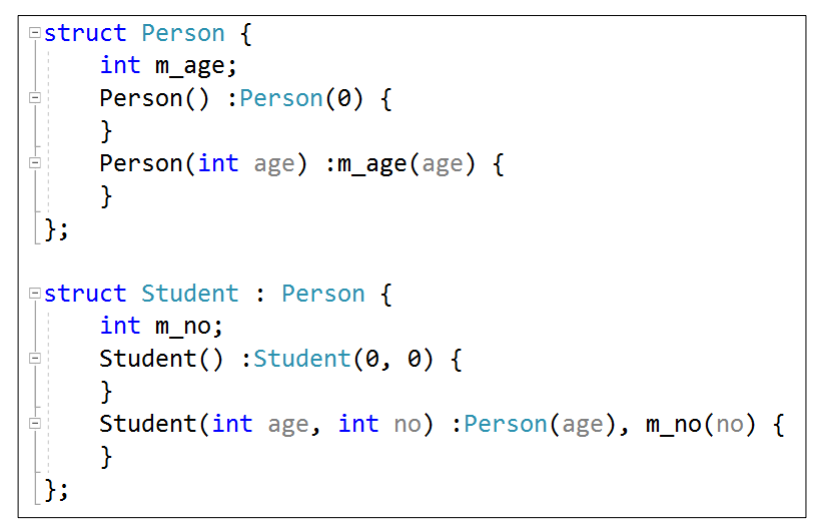 struct Person {
    int m_age;
    Person() :Person(0) {
    }
    Person(int age) :m_age(age) {
    }
};

struct Student : Person {
    int m_no;
    Student() :Student(0, 0) {
    }
    Student(int age, int no) :Person(age), m_no(no) {
    }
};